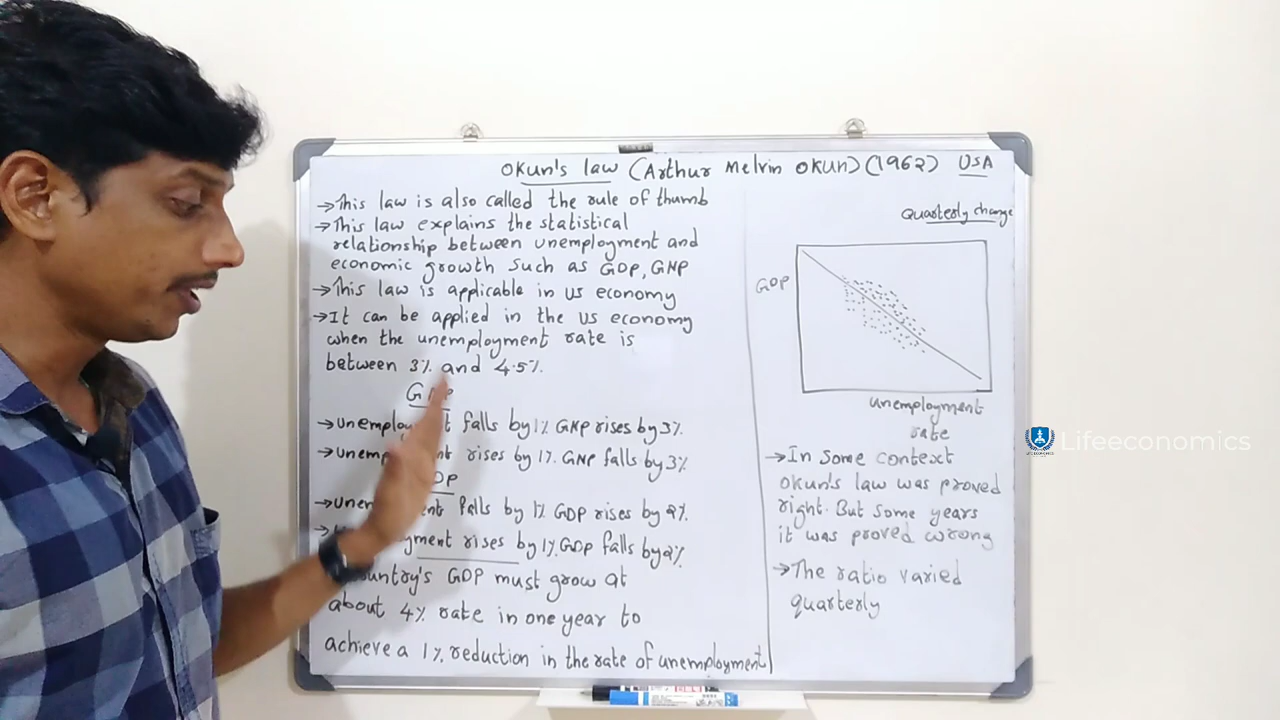 Okun's law (Arthur Melvin Okun) (1962) USA
→This law is also called the rule of thumb
→This law explains the statistical
relationship between unemployment and
economic growth such as GDP, GNP
→This law is applicable in US economy
→It can be applied in the US economy
when the unemployment rate is
between 3% and 4.5%.
→unemployment falls by 1% GNP rises by 3%.
rises by 1% GNP falls by 3%
falls by 1% GDP rises by 2%.
rises by 1% GDP falls by 2%
country's GDP must grow at
about 4% rate in one year to
achieve a 1% reduction in the rate of unemployment
Quarterly change
GDP
unemployment
rate
→In some context
Okun's law was proved
right. But some years
it was proved wrong
→The ratio varied
quarterly
Lifeeconomics